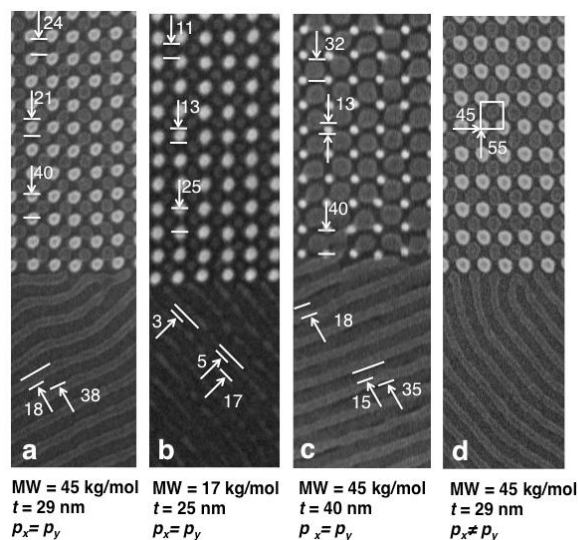 24
21
40
18
38
a
11
13
25
3
5
17
b
32
13
40
18
15
35
c
45
55
d
MW = 45 kg/mol
t = 29 nm
px = py
MW = 17 kg/mol
t = 25 nm
px = py
MW = 45 kg/mol
t = 40 nm
px = py
MW = 45 kg/mol
t = 29 nm
px ≠ py